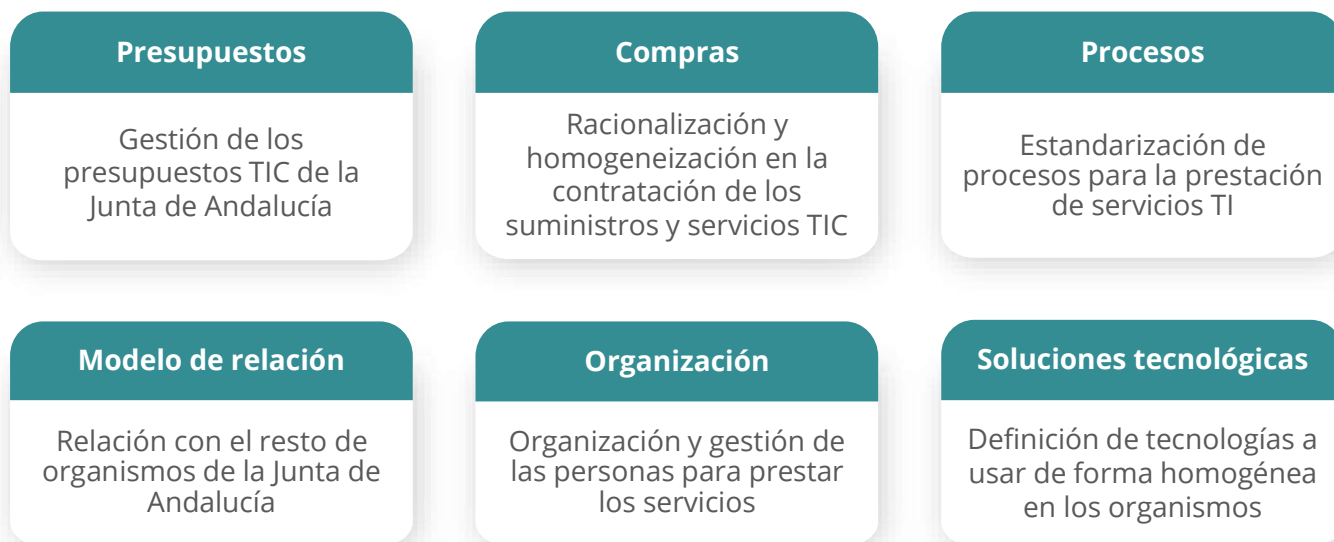 Presupuestos
Gestión de los
presupuestos TIC de la
Junta de Andalucía
Compras
Racionalización y
homogeneización en la
contratación de los
suministros y servicios TIC
Procesos
Estandarización de
procesos para la prestación
de servicios TI
Modelo de relación
Relación con el resto de
organismos de la Junta de
Andalucía
Organización
Organización y gestión de
las personas para prestar
los servicios
Soluciones tecnológicas
Definición de tecnologías a
usar de forma homogénea
en los organismos